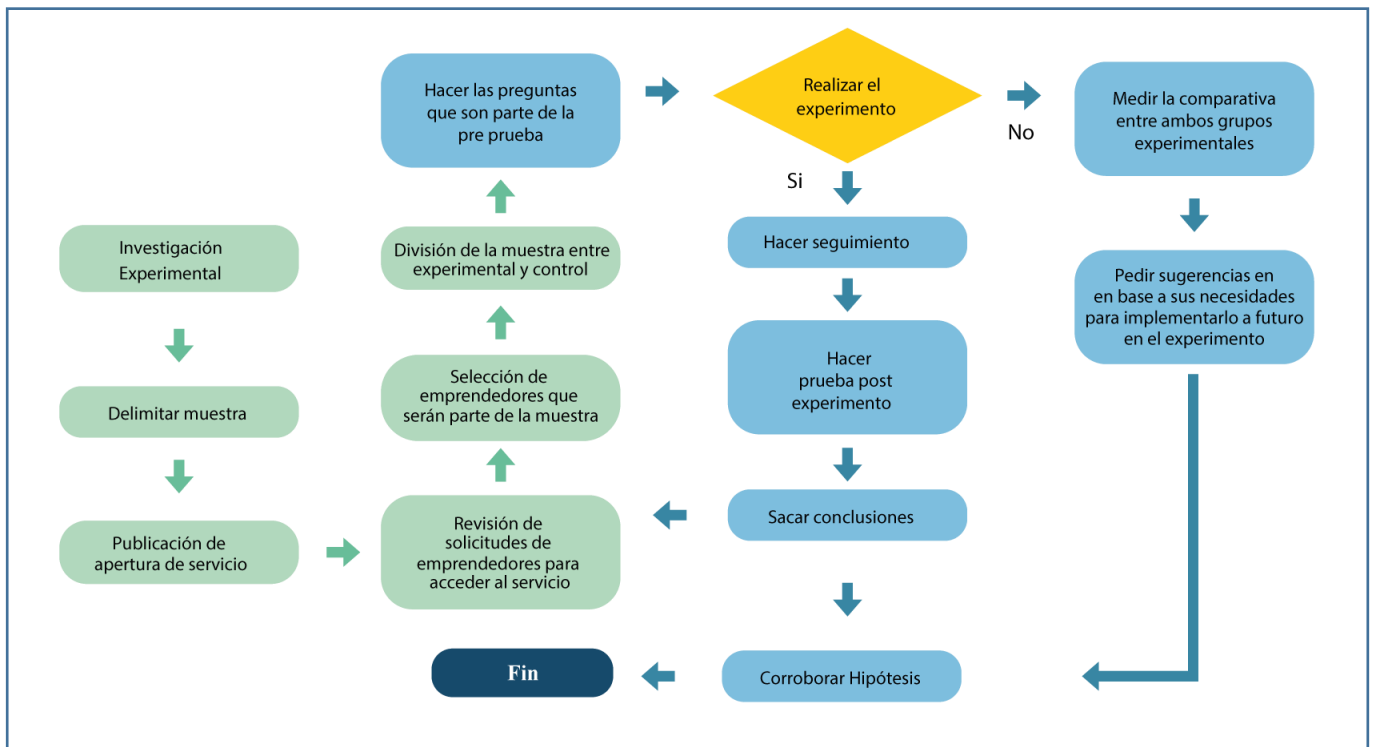 Investigación
Experimental
Delimitar muestra
Publicación de
apertura de servicio
Revisión de
solicitudes de
emprendedores para
acceder al servicio
Selección de
emprendedores que
serán parte de la muestra
División de la muestra entre
experimental y control
Hacer las preguntas
que son parte de la
pre prueba
Realizar el
experimento
Si
No
Hacer seguimiento
Hacer
prueba post
experimento
Sacar conclusiones
Medir la comparativa
entre ambos grupos
experimentales
Pedir sugerencias en
en base a sus necesidades
para implementarlo a futuro
en el experimento
Corroborar Hipótesis
Fin